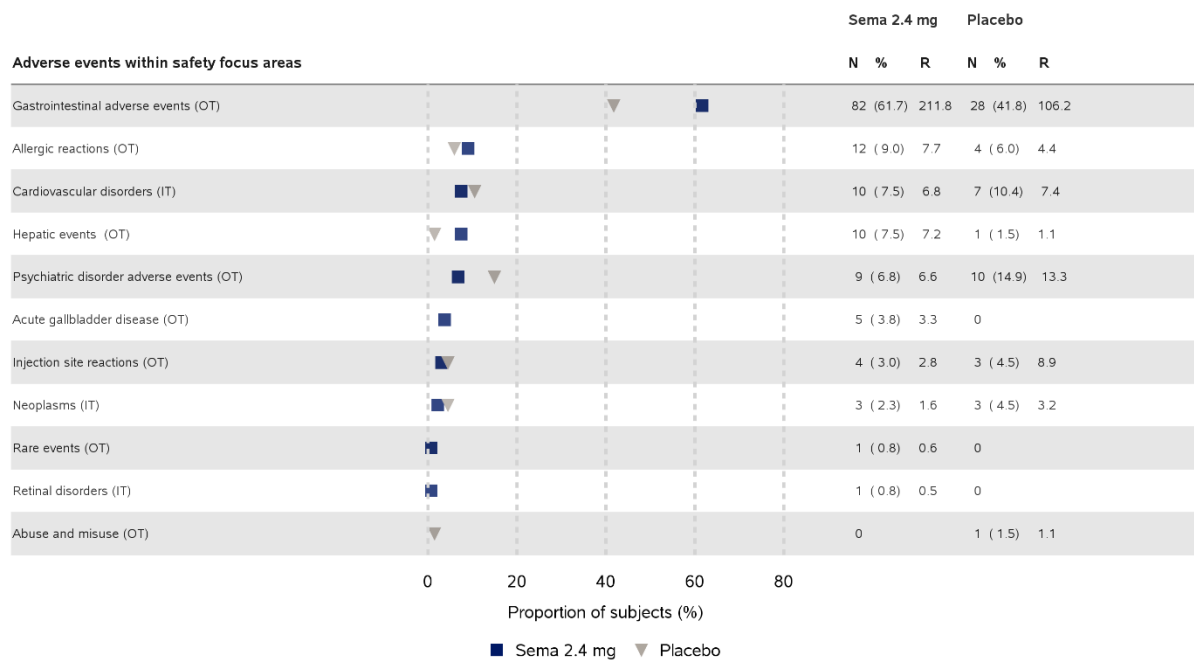 Sema 2.4 mg Placebo
Adverse events within safety focus areas N % R N % R
Gastrointestinal adverse events (OT) 82 (61.7) 211.8 28 (41.8) 106.2
Allergic reactions (OT) 12 ( 9.0) 7.7 4 ( 6.0) 4.4
Cardiovascular disorders (IT) 10 ( 7.5) 6.8 7 (10.4) 7.4
Hepatic events (OT) 10 ( 7.5) 7.2 1 ( 1.5) 1.1
Psychiatric disorder adverse events (OT) 9 ( 6.8) 6.6 10 (14.9) 13.3
Acute gallbladder disease (OT) 5 ( 3.8) 3.3 0
Injection site reactions (OT) 4 ( 3.0) 2.8 3 ( 4.5) 8.9
Neoplasms (IT) 3 ( 2.3) 1.6 3 ( 4.5) 3.2
Rare events (OT) 1 ( 0.8) 0.6 0
Retinal disorders (IT) 1 ( 0.8) 0.5 0
Abuse and misuse (OT) 0 1 ( 1.5) 1.1
0 20 40 60 80
Proportion of subjects (%)
Sema 2.4 mg Placebo